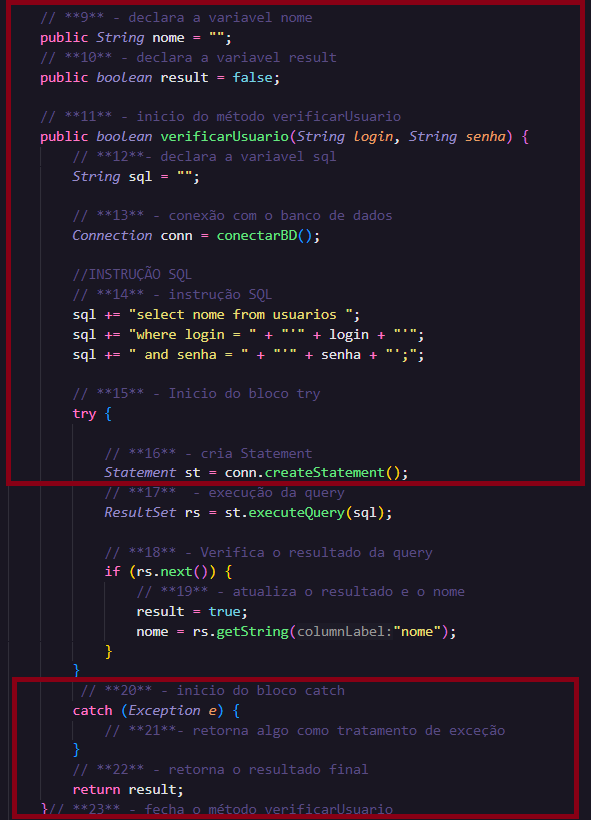 // **9** - declara a variavel nome
public String nome = "";
// **10** - declara a variavel result
public boolean result = false;
// **11** - inicio do método verificarUsuario
public boolean verificarUsuario(String login, String senha) {
// **12**- declara a variavel sql
String sql = "";
// **13** - conexão com o banco de dados
Connection conn = conectarBD();
//INSTRUÇÃO SQL
// **14** - instrução SQL
sql += "select nome from usuarios ";
sql += "where login = " + "'" + login + "'";
sql += " and senha = " + "'" + senha + "';";
// **15** - Inicio do bloco try
try {
// **16** - cria Statement
Statement st = conn.createStatement();
// **17**  - execução da query
ResultSet rs = st.executeQuery(sql);
// **18** - Verifica o resultado da query
if (rs.next()) {
// **19** - atualiza o resultado e o nome
result = true;
nome = rs.getString(columnLabel:"nome");
}
}
// **20** - inicio do bloco catch
catch (Exception e) {
// **21**- retorna algo como tratamento de exceção
}
// **22** - retorna o resultado final
return result;
}// **23** - fecha o método verificarUsuario